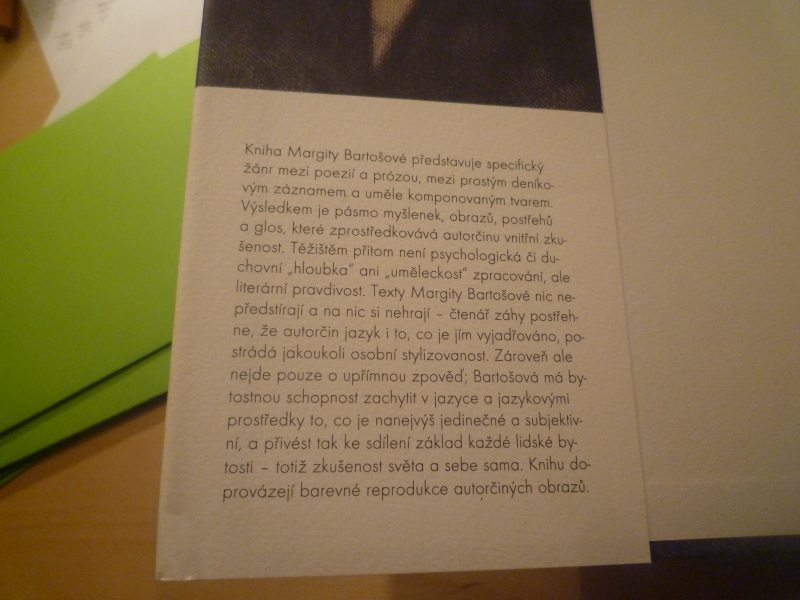 Kniha Margity Bartošové představuje specifický
žánr mezi poezií a prózou, mezi prostým deníko-
vým záznamem a uměle komponovaným tvarem.
Výsledkem je pásmo myšlenek, obrazů, postřehů
a glos, které zprostředkovává autorčinu vnitřní zku-
šenost. Těžištěm přitom není psychologická či du-
chovní „hloubka“ ani „uměleckost“ zpracování, ale
literární pravdivost. Texty Margity Bartošové nic ne-
předstírají a na nic si nehrají – čtenář záhy postřeh-
ne, že autorčin jazyk i to, co je jím vyjadřováno, po-
strádá jakoukoli osobní stylizovanost. Zároveň ale
nejde pouze o upřímnou zpověď; Bartošová má by-
tostnou schopnost zachytit v jazyce a jazykovými
prostředky to, co je nanejvýš jedinečné a subjektiv-
ní, a přivést tak ke sdílení základ každé lidské by-
tosti – totiž zkušenost světa a sebe sama. Knihu do-
provázejí barevné reprodukce autorčiných obrazů.